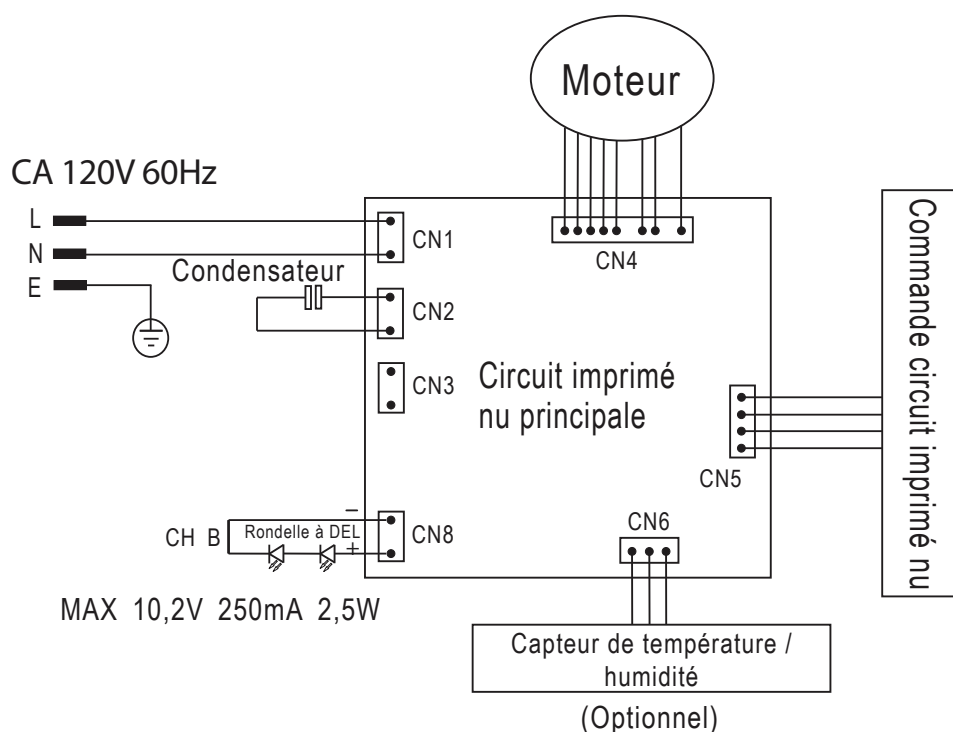 Moteur
CA 120V 60Hz
L
N
E
CN1
CN4
Condensateur
CN2
CN3
Circuit imprimé
nu principale
CN5
Commande circuit imprimé nu
CN6
CH B
−
Rondelle à DEL
+
CN8
MAX 10,2V 250mA 2,5W
Capteur de température /
humidité
(Optionnel)